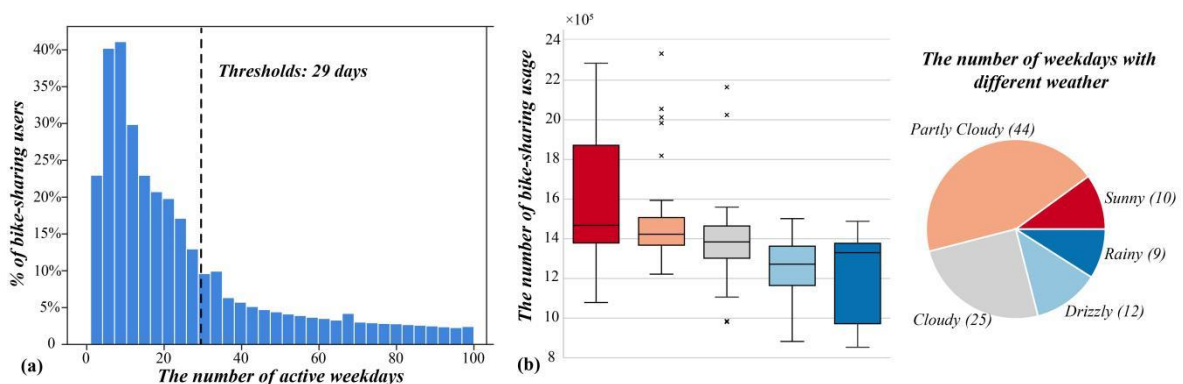 % of bike-sharing users
40%
35%
30%
25%
20%
15%
10%
5%
0
20
40
60
80
100
Thresholds: 29 days
The number of active weekdays
(a)
×10⁵
The number of bike-sharing usage
24
22
20
18
16
14
12
10
8
(b)
The number of weekdays with
different weather
Partly Cloudy (44)
Sunny (10)
Rainy (9)
Drizzly (12)
Cloudy (25)